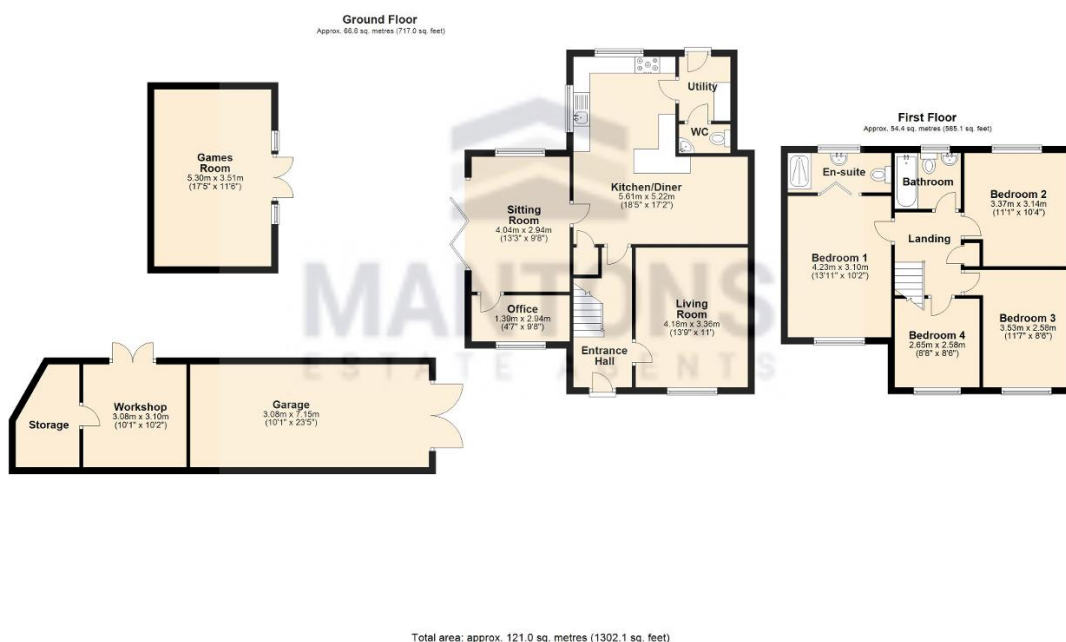 Ground Floor
Approx. 66.6 sq. metres (717.0 sq. feet)
Games
Room
5.30m x 3.51m
(17'5" x 11'6")
Utility
WC
Kitchen/Diner
5.61m x 5.22m
(18'5" x 17'2")
Sitting
Room
4.04m x 2.94m
(13'3" x 9'8")
Office
1.39m x 2.94m
(4'7" x 9'8")
Living
Room
4.18m x 3.36m
(13'9" x 11')
Entrance
Hall
MANTONS
ESTATE AGENTS
Storage
Workshop
3.08m x 3.10m
(10'1" x 10'2")
Garage
3.08m x 7.15m
(10'1" x 23'5")
First Floor
Approx. 54.4 sq. metres (585.1 sq. feet)
En-suite
Bathroom
Bedroom 2
3.37m x 3.14m
(11'1" x 10'4")
Landing
Bedroom 1
4.23m x 3.10m
(13'11" x 10'2")
Bedroom 3
3.53m x 2.58m
(11'7" x 8'6")
Bedroom 4
2.65m x 2.58m
(8'8" x 8'6")
Total area: approx. 121.0 sq. metres (1302.1 sq. feet)